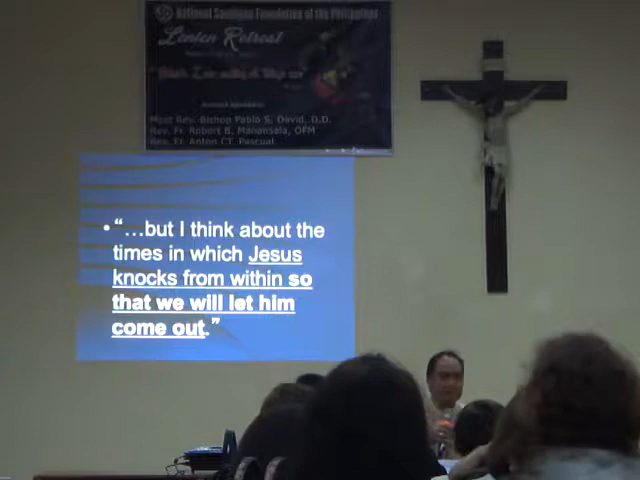 National Sandugo Foundation of the Philippines
Lenten Retreat
Most Rev. Bishop Pablo S. David, D.D.
Rev. Fr. Robert B. Manansala, OFM
Rev. Fr. Anton CT. Pascual
• “...but I think about the
times in which Jesus
knocks from within so
that we will let him
come out.”